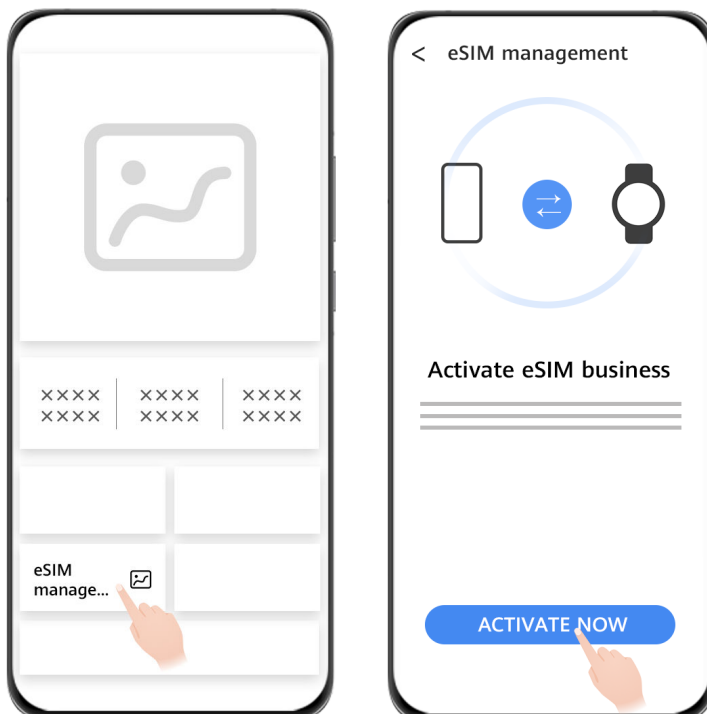 ××××
××××
××××
××××
××××
××××
eSIM
manage...
< eSIM management
Activate eSIM business
ACTIVATE NOW